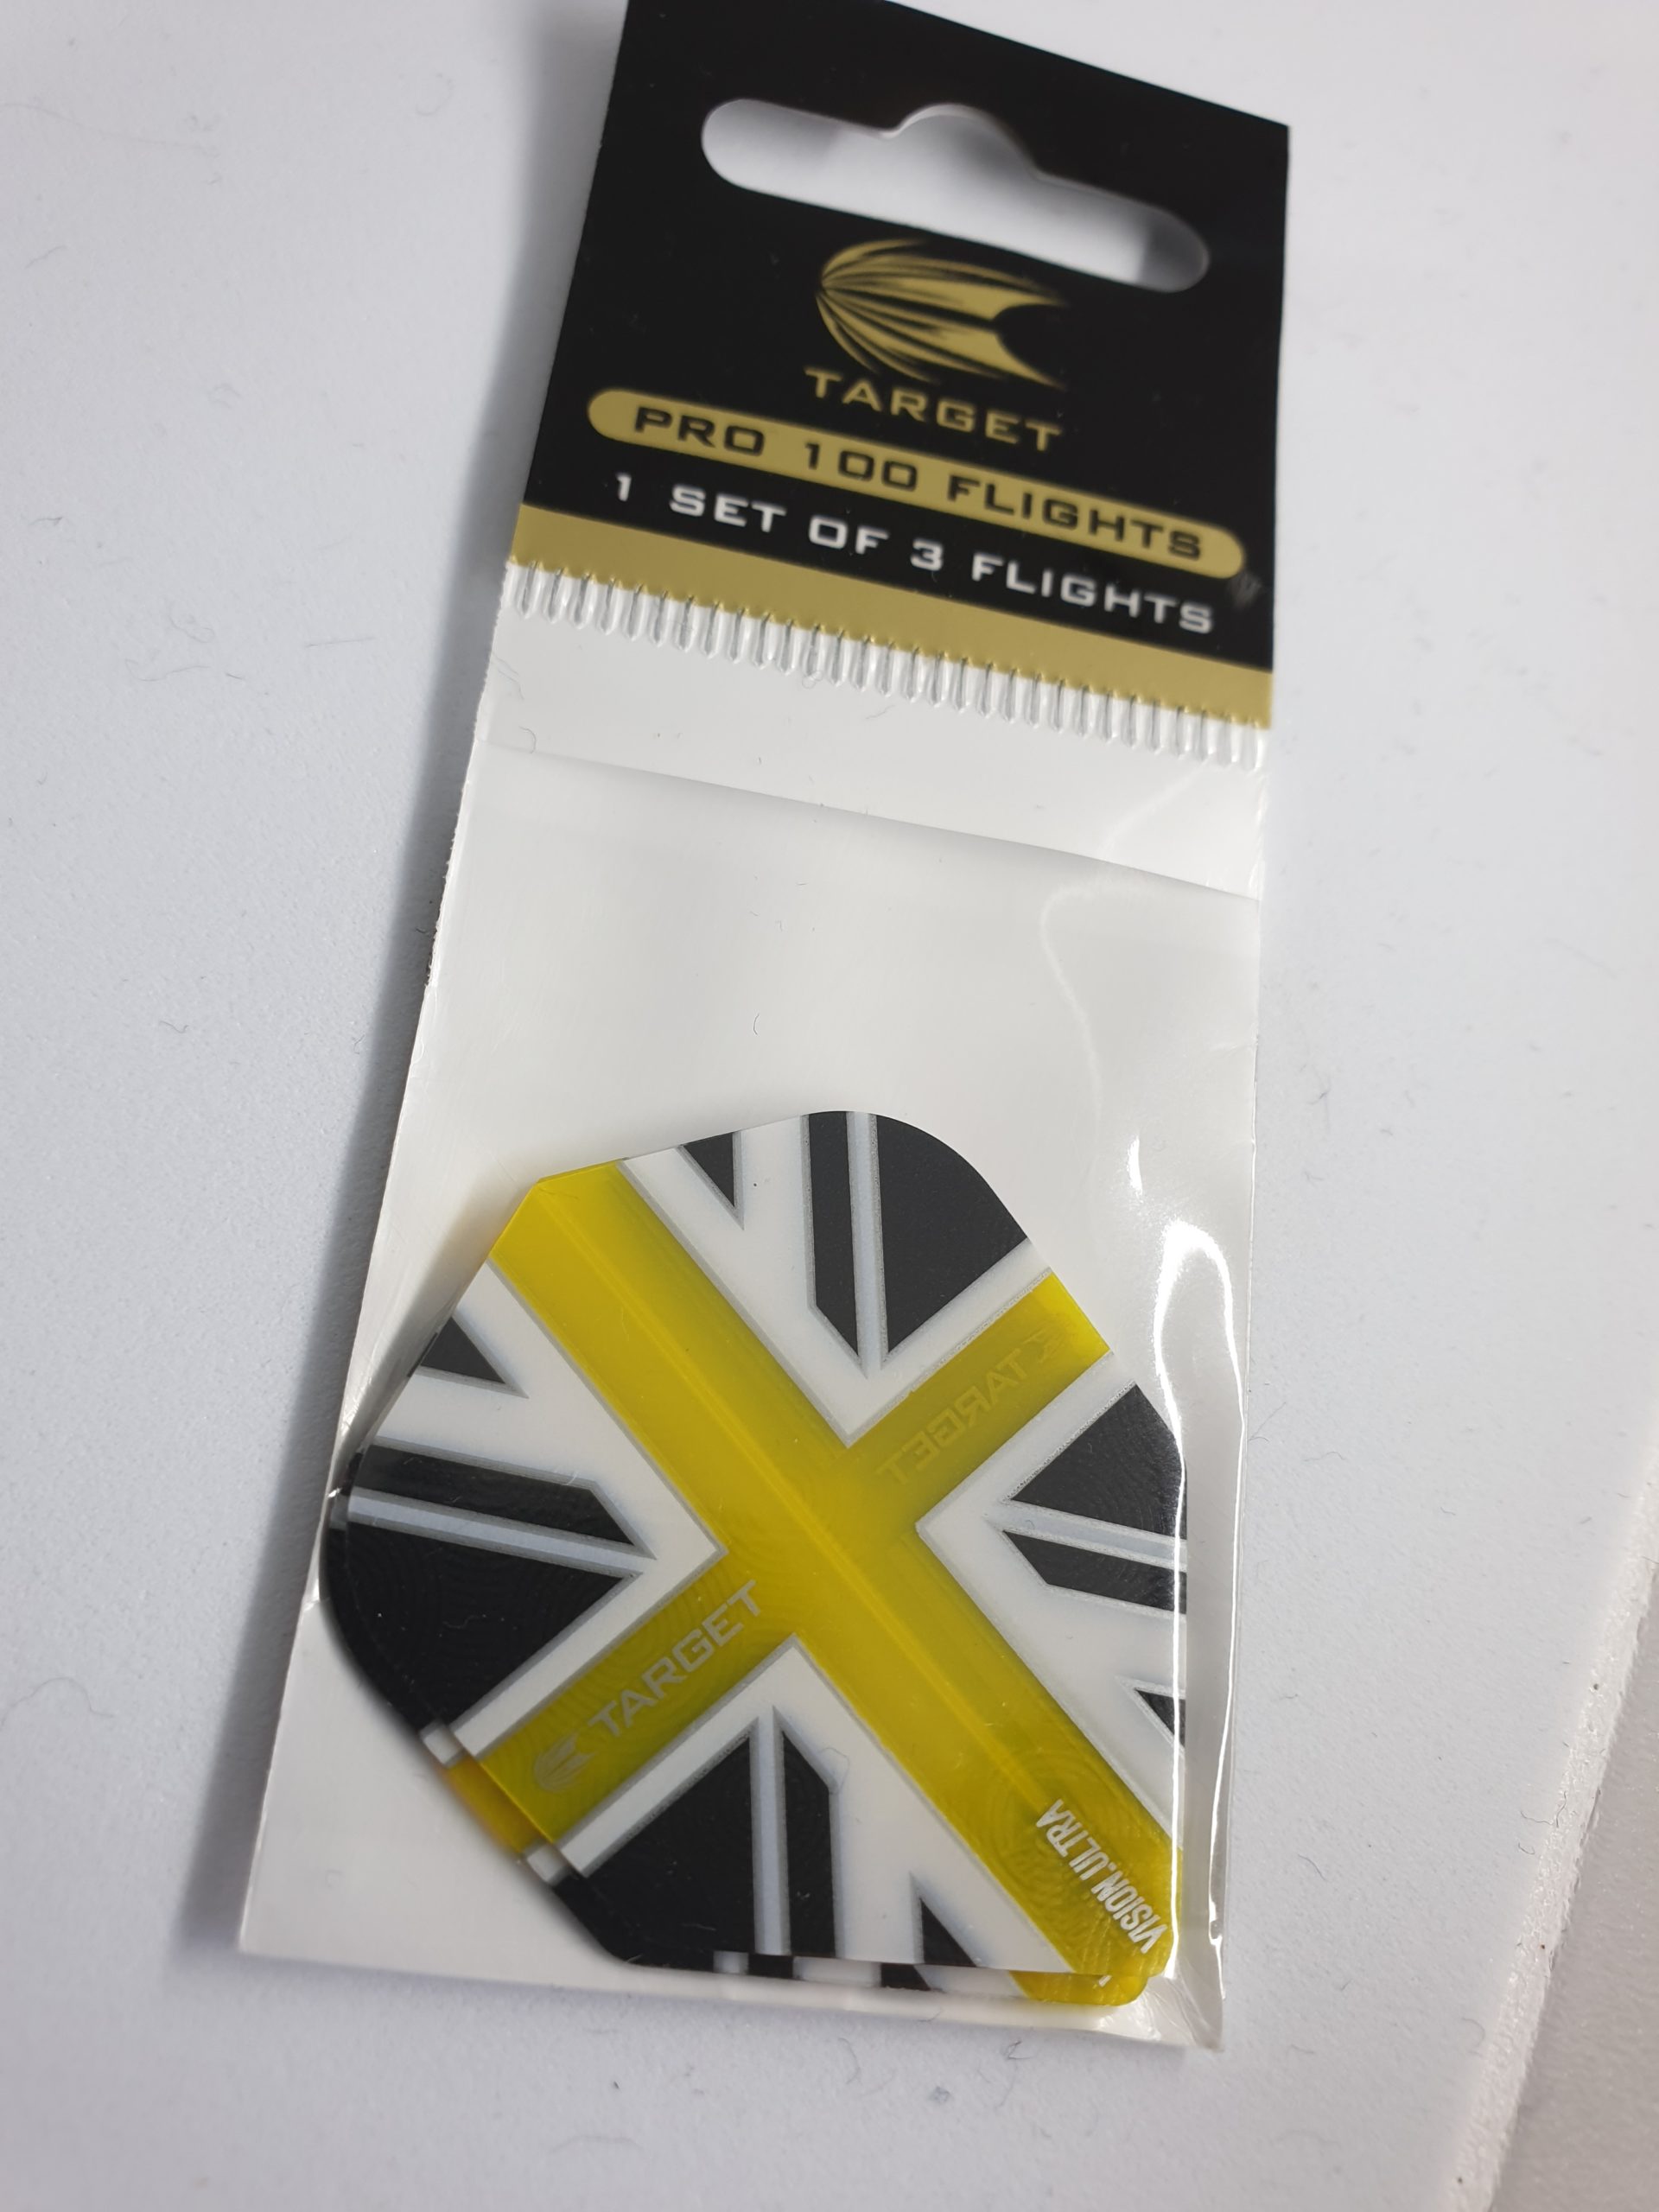 TARGET
PRO 100 FLIGHTS
1 SET OF 3 FLIGHTS
TARGET
TARGET
VISION.ULTRA